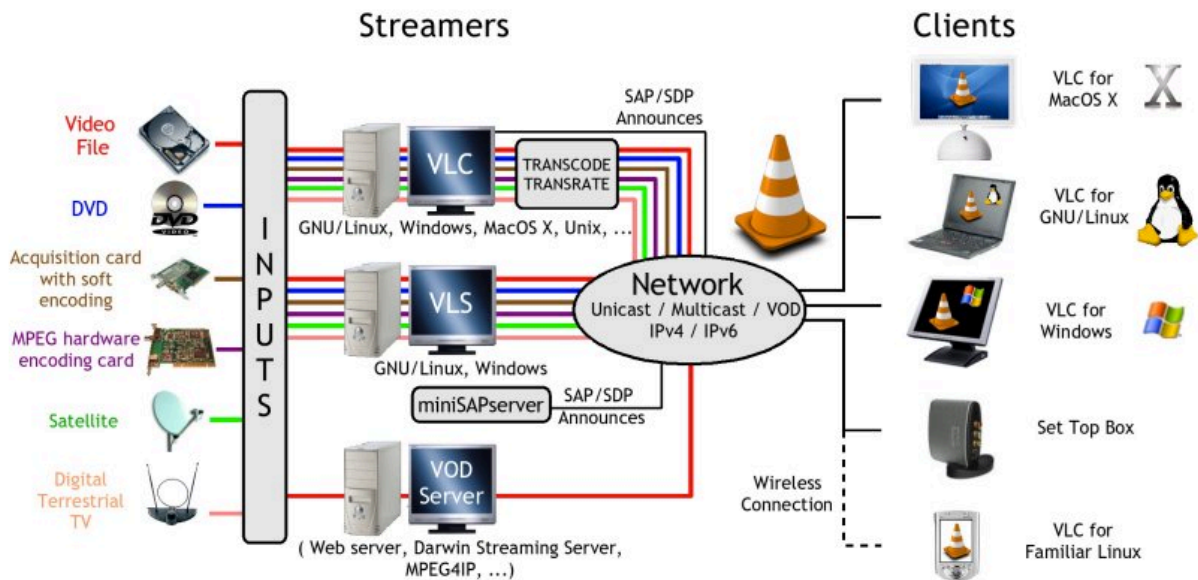 Streamers
Clients
Video
File
DVD
DVD
VIDEO
Acquisition card
with soft
encoding
MPEG hardware
encoding card
Satellite
Digital
Terrestrial
TV
INPUTS
VLC
TRANSCODE
TRANSRATE
SAP/SDP
Announces
GNU/Linux, Windows, MacOS X, Unix, ...
VLS
GNU/Linux, Windows
miniSAPserver
SAP/SDP
Announces
VOD
Server
( Web server, Darwin Streaming Server,
MPEG4IP, ...)
Network
Unicast / Multicast / VOD
IPv4 / IPv6
Wireless
Connection
VLC for
MacOS X
X
VLC for
GNU/Linux
VLC for
Windows
Set Top Box
VLC for
Familiar Linux